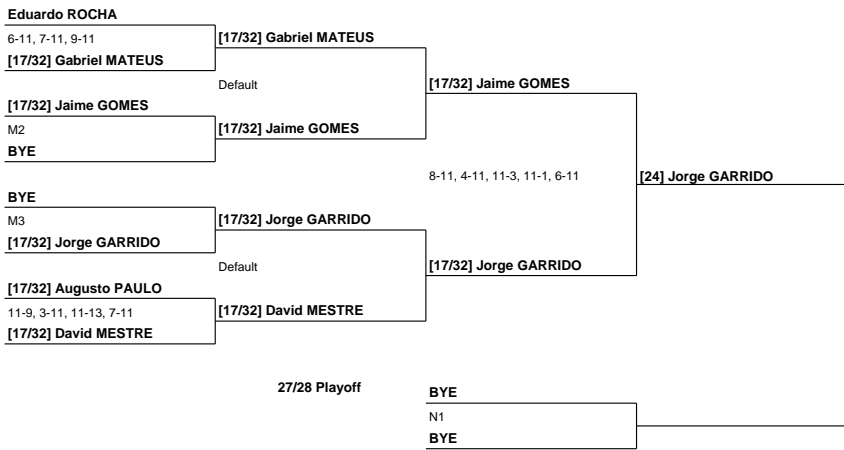 Eduardo ROCHA
6-11, 7-11, 9-11
[17/32] Gabriel MATEUS
[17/32] Gabriel MATEUS
Default
[17/32] Jaime GOMES
[17/32] Jaime GOMES
M2
[17/32] Jaime GOMES
BYE
8-11, 4-11, 11-3, 11-1, 6-11
[24] Jorge GARRIDO
BYE
M3
[17/32] Jorge GARRIDO
[17/32] Jorge GARRIDO
Default
[17/32] Jorge GARRIDO
[17/32] Augusto PAULO
11-9, 3-11, 11-13, 7-11
[17/32] David MESTRE
[17/32] David MESTRE
27/28 Playoff
BYE
N1
BYE